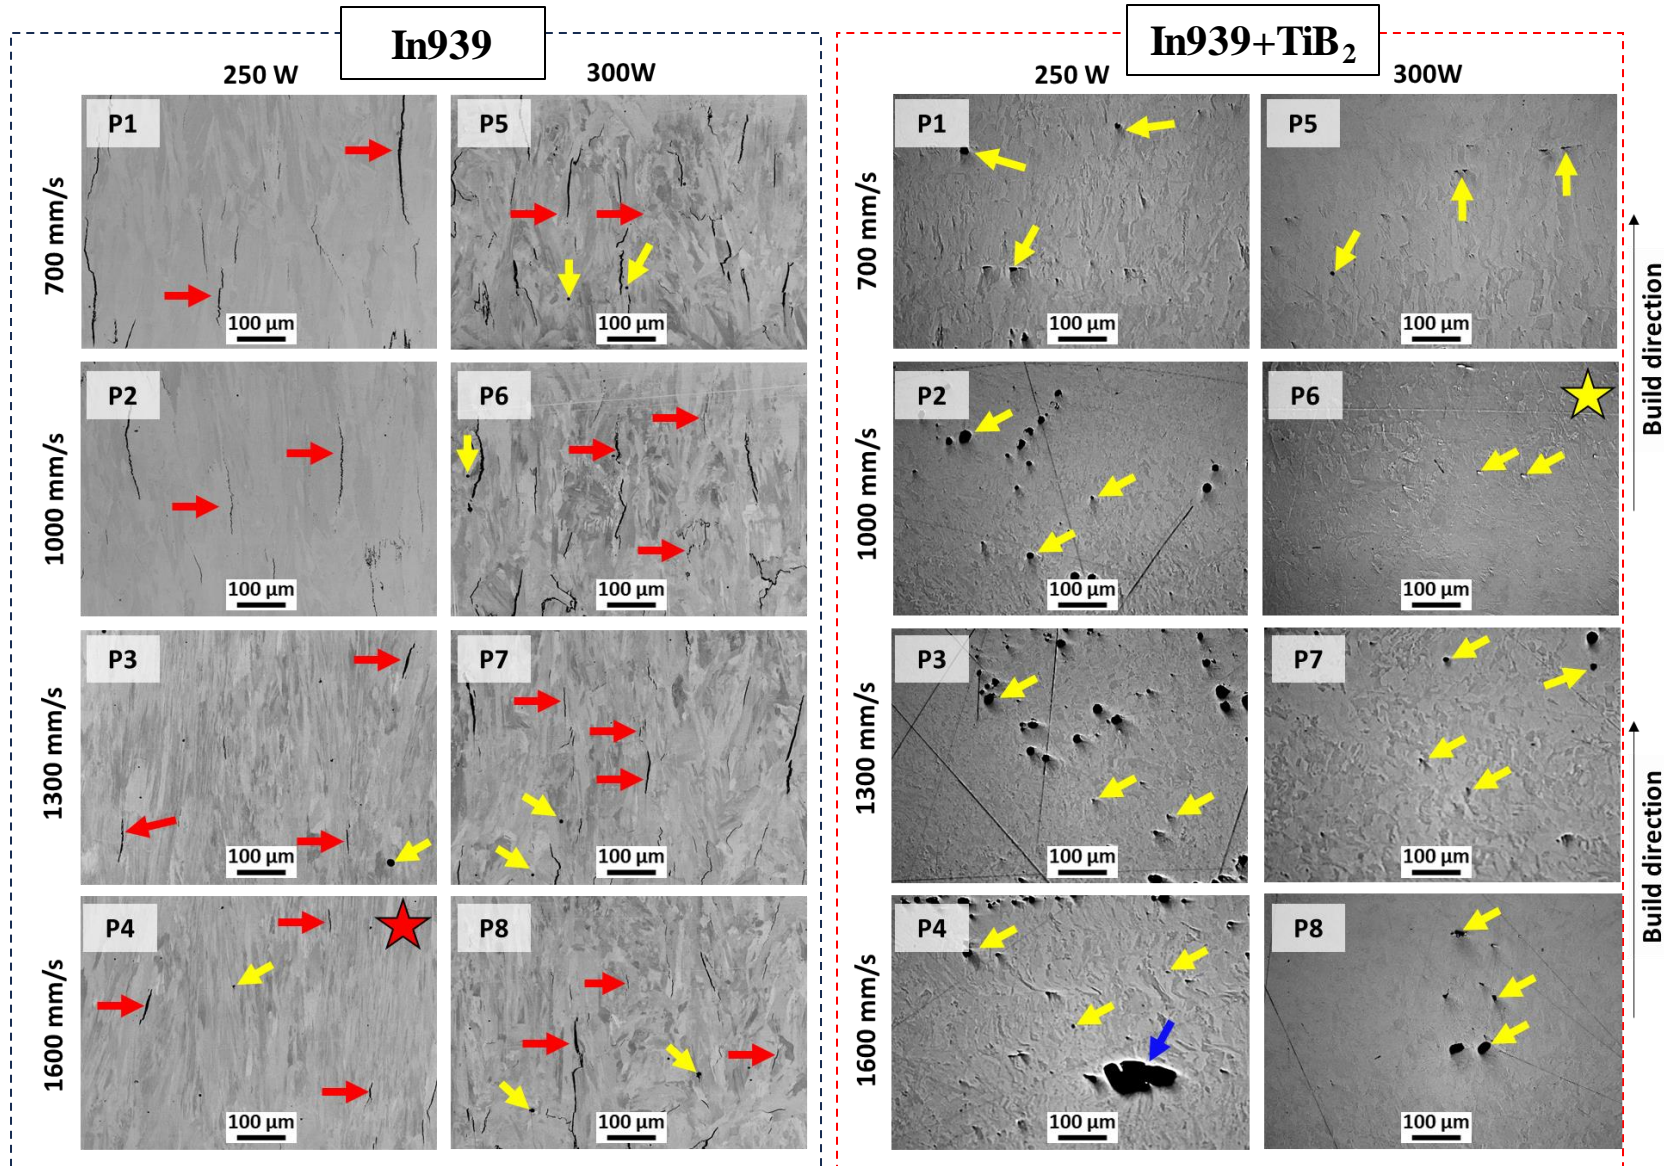 In939
In939+TiB₂
250 W
300W
250 W
300W
700 mm/s
P1
100 µm
P5
100 µm
700 mm/s
P1
100 µm
P5
100 µm
Build direction
1000 mm/s
P2
100 µm
P6
100 µm
1000 mm/s
P2
100 µm
P6
100 µm
1300 mm/s
P3
100 µm
P7
100 µm
1300 mm/s
P3
100 µm
P7
100 µm
Build direction
1600 mm/s
P4
100 µm
P8
100 µm
1600 mm/s
P4
100 µm
P8
100 µm